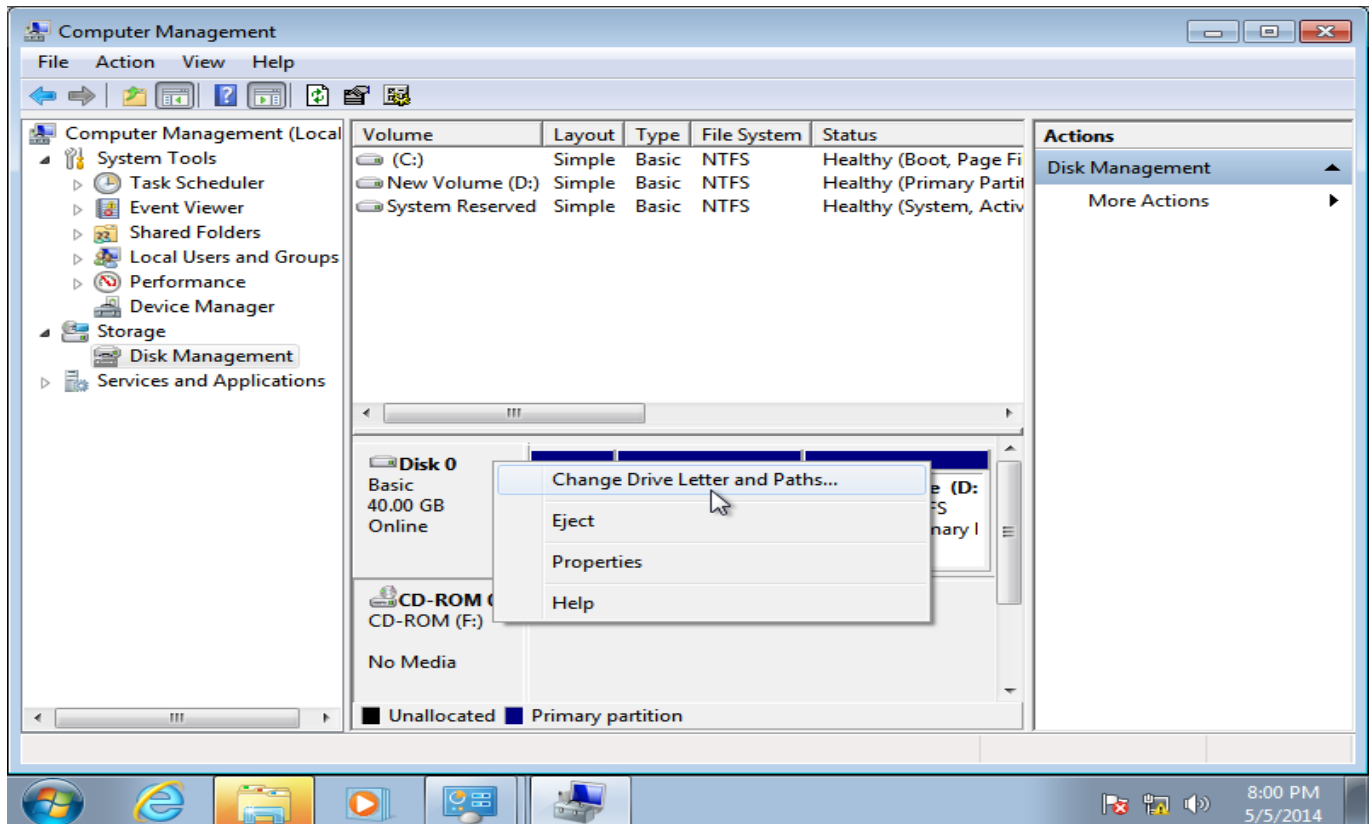 Computer Management
File Action View Help
Computer Management (Local
System Tools
Task Scheduler
Event Viewer
Shared Folders
Local Users and Groups
Performance
Device Manager
Storage
Disk Management
Services and Applications
Volume Layout Type File System Status
(C:) Simple Basic NTFS Healthy (Boot, Page Fi
New Volume (D:) Simple Basic NTFS Healthy (Primary Partit
System Reserved Simple Basic NTFS Healthy (System, Activ
Disk 0
Basic
40.00 GB
Online
e (D:
FS
nary I
Change Drive Letter and Paths...
Eject
Properties
Help
CD-ROM
CD-ROM (F:)
No Media
Unallocated Primary partition
Actions
Disk Management
More Actions
8:00 PM
5/5/2014